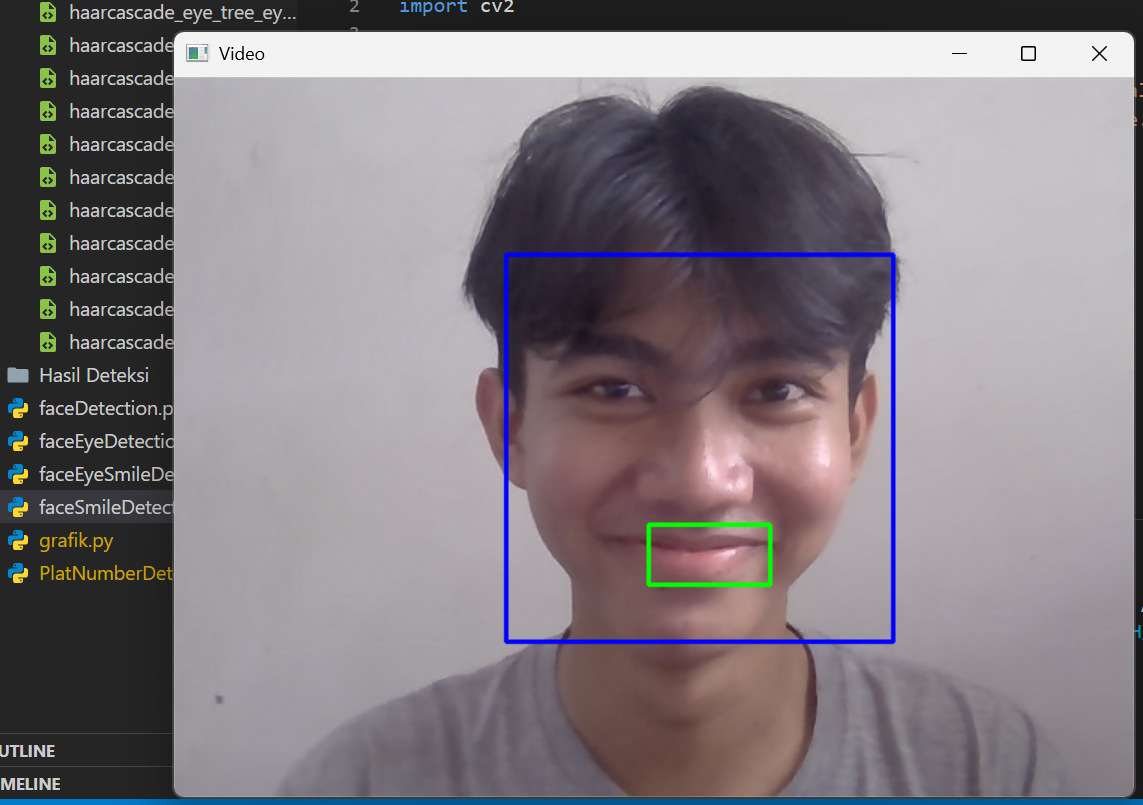 haarcascade_eye_tree_ey...
2 import cv2
Video
haarcascade
haarcascade
haarcascade
haarcascade
haarcascade
haarcascade
haarcascade
haarcascade
haarcascade
haarcascade
Hasil Deteksi
faceDetection.p
faceEyeDetectio
faceEyeSmileDe
faceSmileDetect
grafik.py
PlatNumberDet
UTLINE
MELINE